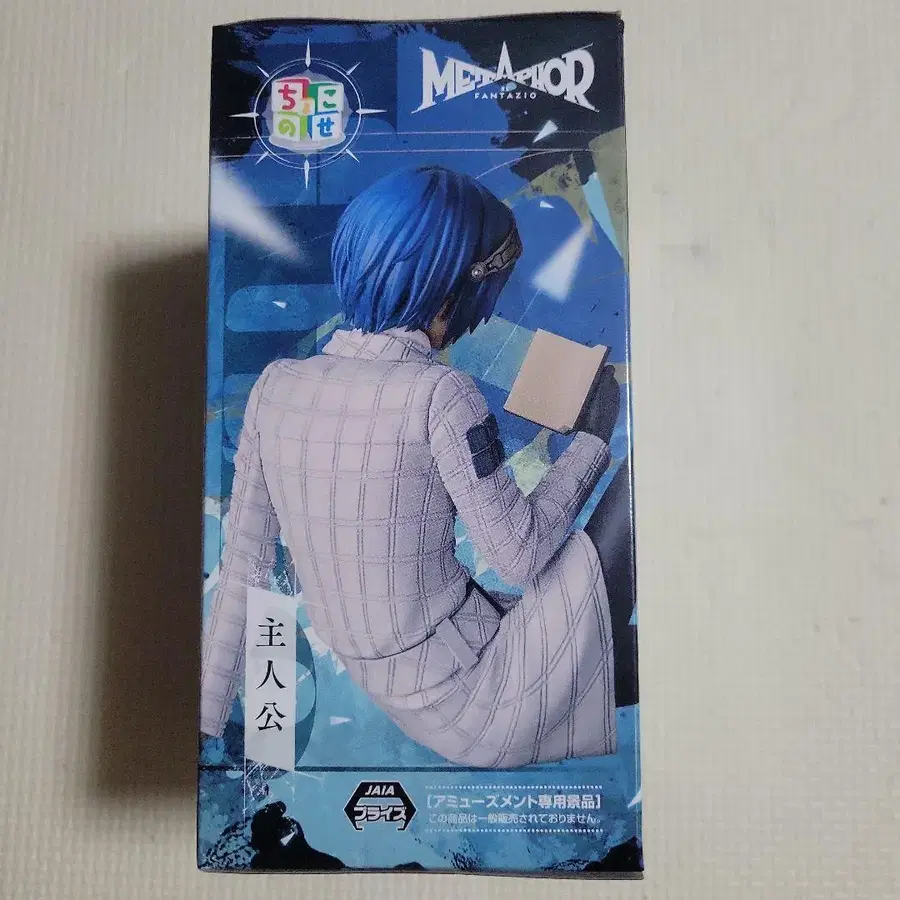 ちょこ
のせ
METAPHOR
RE
FANTAZIO
主人公
JAIA
プライズ
[アミューズメント専用景品]
この商品は一般販売されておりません。